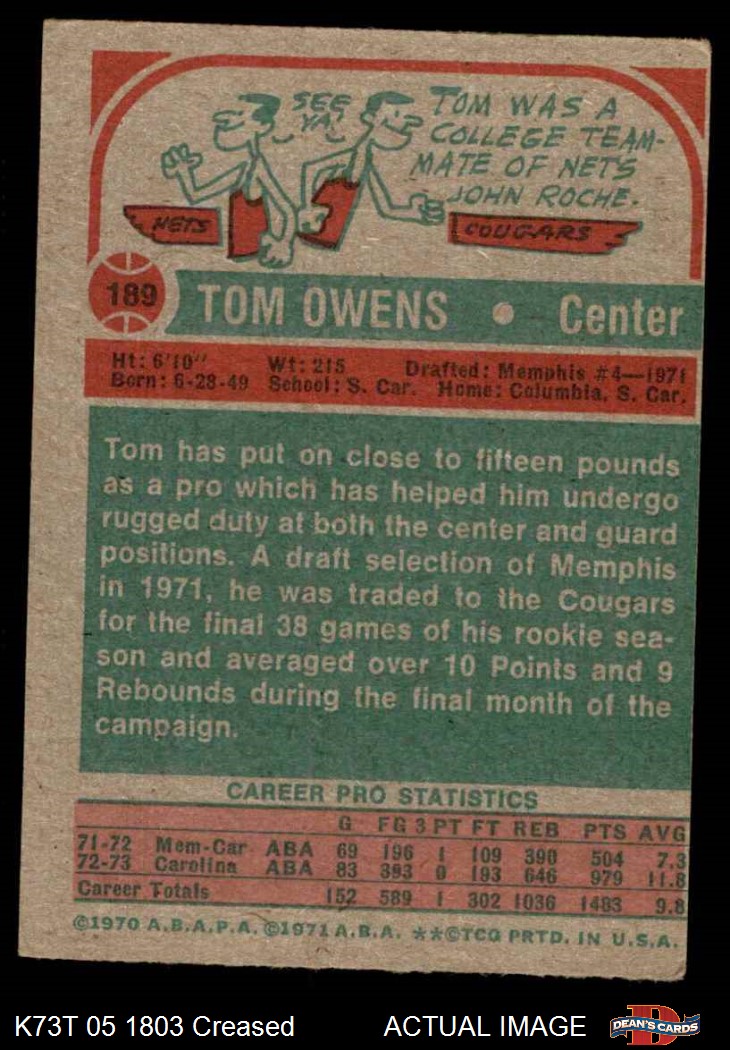 SEE
YA!
TOM WAS A
COLLEGE TEAM-
MATE OF NETS
JOHN ROCHE.
NETS
COUGARS
189 TOM OWENS • Center
Ht: 6'10" Wt: 215 Drafted: Memphis #4—1971
Born: 6-28-49 School: S. Car. Home: Columbia, S. Car.
Tom has put on close to fifteen pounds
as a pro which has helped him undergo
rugged duty at both the center and guard
positions. A draft selection of Memphis
in 1971, he was traded to the Cougars
for the final 38 games of his rookie sea-
son and averaged over 10 Points and 9
Rebounds during the final month of the
campaign.
CAREER PRO STATISTICS
G FG 3 PT FT REB PTS AVG
71-72 Mem-Car ABA 69 196 1 109 390 504 7.3
72-73 Carolina ABA 83 393 0 193 646 979 11.8
Career Totals 152 589 1 302 1036 1483 9.8
©1970 A.B.A.P.A. ©1971 A.B.A. **©TCG PRTD. IN U.S.A.
K73T 05 1803 Creased ACTUAL IMAGE DEAN'S CARDS